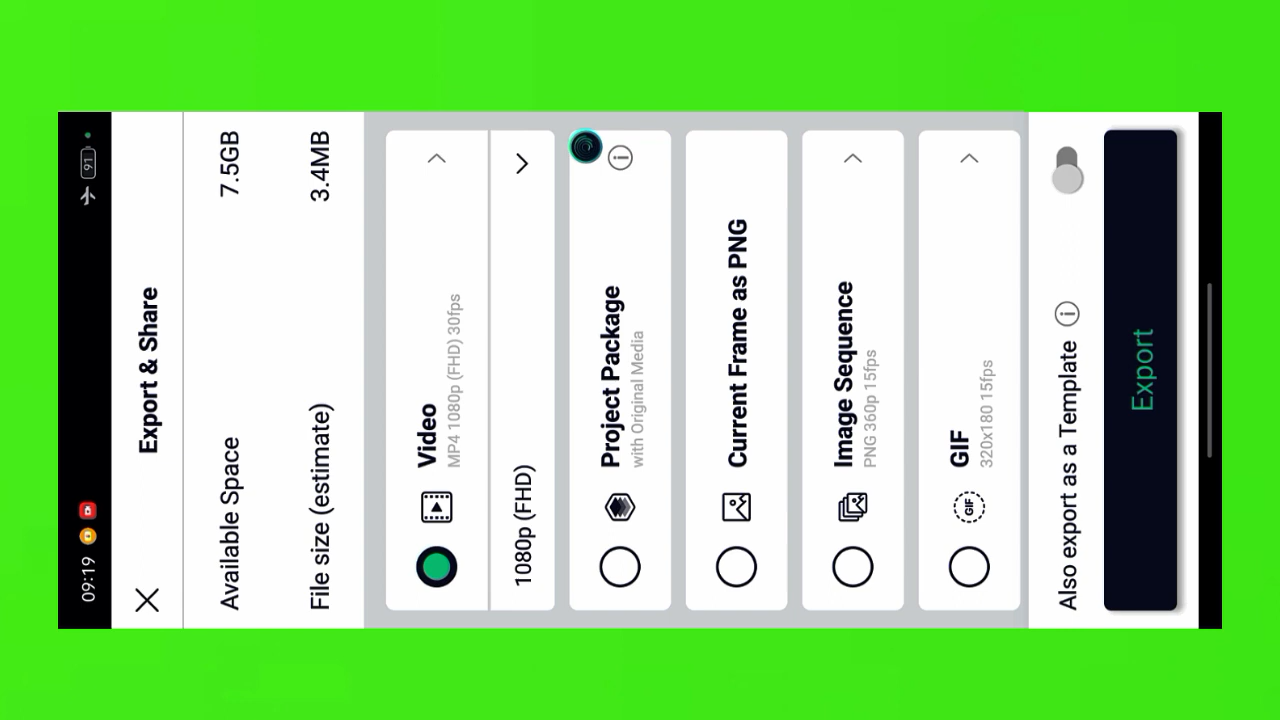 09:19
91
Export & Share
Available Space 7.5GB
File size (estimate) 3.4MB
Video
MP4 1080p (FHD) 30fps
1080p (FHD)
Project Package
with Original Media
Current Frame as PNG
Image Sequence
PNG 360p 15fps
GIF
GIF
320x180 15fps
Also export as a Template
Export